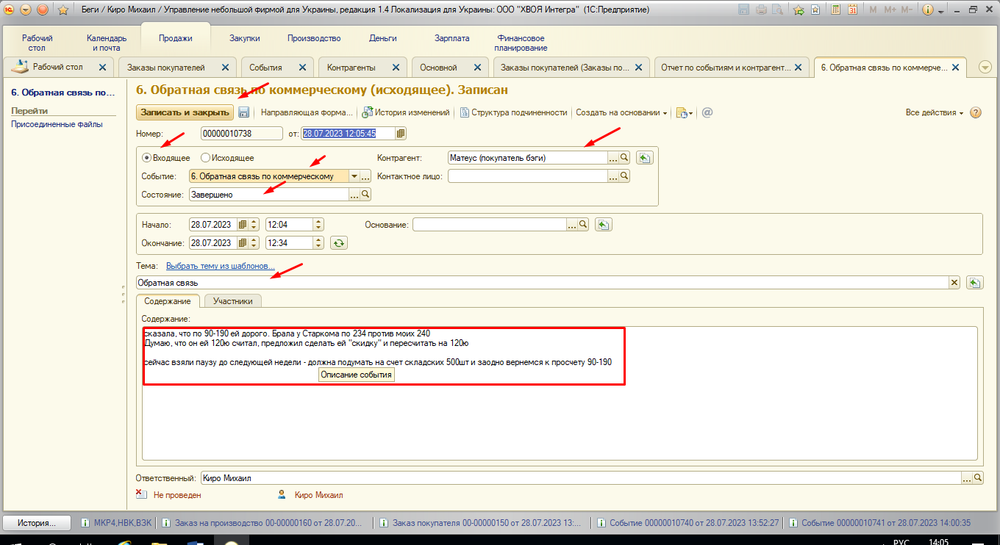 Беги / Киро Михаил / Управление небольшой фирмой для Украины, редакция 1.4 Локализация для Украины: ООО "ХВОЯ Интегра" (1С:Предприятие)
31 M M+ M-
Рабочий стол
Календарь и почта
Продажи
Закупки
Производство
Деньги
Зарплата
Финансовое планирование
Рабочий стол
Заказы покупателей
События
Контрагенты
Основной
Заказы покупателей (Заказы по...
Отчет по событиям и контрагент...
6. Обратная связь по коммерче...
6. Обратная связь по...
Перейти
Присоединенные файлы
6. Обратная связь по коммерческому (исходящее). Записан
Записать и закрыть
Направляющая форма...
История изменений
Структура подчиненности
Создать на основании
@
Все действия
?
Номер: 00000010738 от: 28.07.2023 12:05:45
Входящее Исходящее
Контрагент: Матеус (покупатель бэги)
Событие: 6. Обратная связь по коммерческому
Контактное лицо:
Состояние: Завершено
Начало: 28.07.2023 12:04
Основание:
Окончание: 28.07.2023 12:34
Тема: Выбрать тему из шаблонов...
Обратная связь
Содержание Участники
Содержание:
сказала, что по 90-190 ей дорого. Брала у Старкома по 234 против моих 240
Думаю, что он ей 120ю считал, предложил сделать ей "скидку" и пересчитать на 120ю
сейчас взяли паузу до следующей недели - должна подумать на счет складских 500шт и заодно вернемся к просчету 90-190
Описание события
Ответственный: Киро Михаил
Не проведен Киро Михаил
История...
МКР4,НВК,ВЗК
Заказ на производство 00-00000160 от 28.07.20...
Заказ покупателя 00-00000150 от 28.07.2023 13:...
Событие 00000010740 от 28.07.2023 13:52:27
Событие 00000010741 от 28.07.2023 14:00:35
РУС 14:05